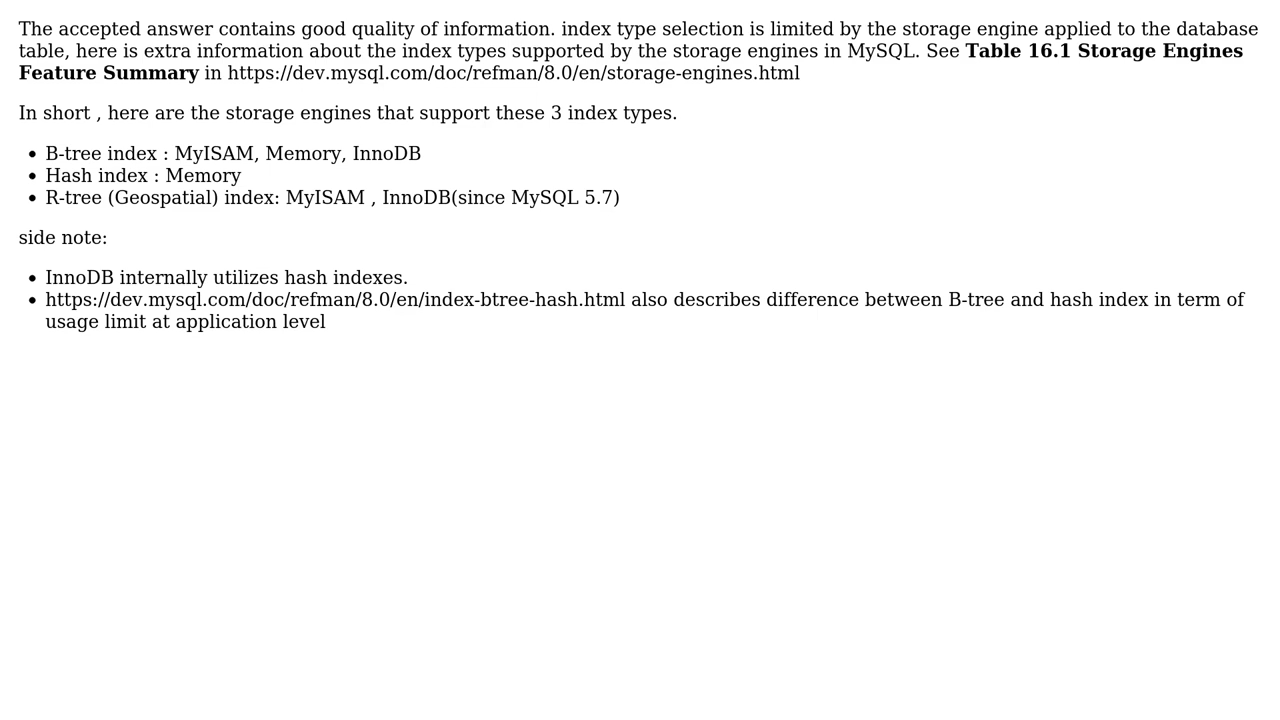 The accepted answer contains good quality of information. index type selection is limited by the storage engine applied to the database
table, here is extra information about the index types supported by the storage engines in MySQL. See Table 16.1 Storage Engines
Feature Summary in https://dev.mysql.com/doc/refman/8.0/en/storage-engines.html
In short , here are the storage engines that support these 3 index types.
• B-tree index : MyISAM, Memory, InnoDB
• Hash index : Memory
• R-tree (Geospatial) index: MyISAM , InnoDB(since MySQL 5.7)
side note:
• InnoDB internally utilizes hash indexes.
• https://dev.mysql.com/doc/refman/8.0/en/index-btree-hash.html also describes difference between B-tree and hash index in term of
usage limit at application level